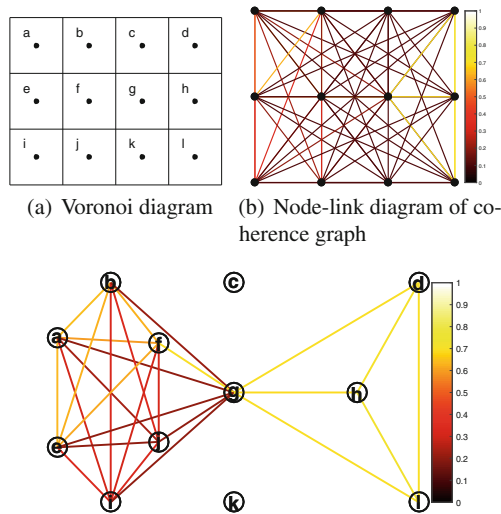 a b c d
e f g h
i j k l
1
0.9
0.8
0.7
0.6
0.5
0.4
0.3
0.2
0.1
0
(a) Voronoi diagram
(b) Node-link diagram of co-
herence graph
b c d
a f
g h
e j
i k l
1
0.9
0.8
0.7
0.6
0.5
0.4
0.3
0.2
0.1
0